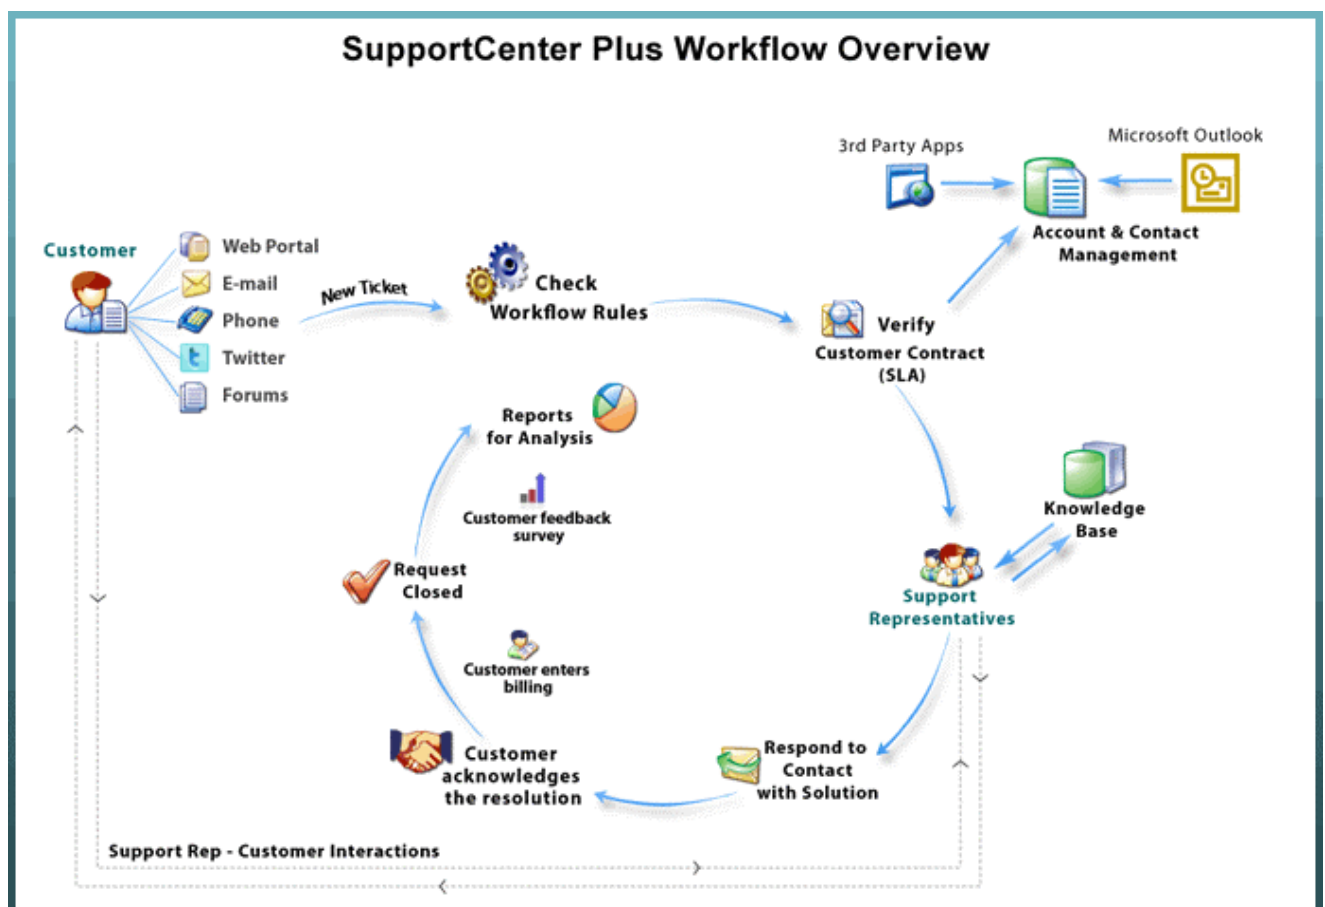 SupportCenter Plus Workflow Overview
3rd Party Apps
Microsoft Outlook
Account & Contact
Management
Customer
Web Portal
E-mail
Phone
Twitter
Forums
New Ticket
Check
Workflow Rules
Verify
Customer Contract
(SLA)
Reports
for Analysis
Customer feedback
survey
Knowledge
Base
Request
Closed
Support
Representatives
Customer enters
billing
Customer
acknowledges
the resolution
Respond to
Contact
with Solution
Support Rep - Customer Interactions